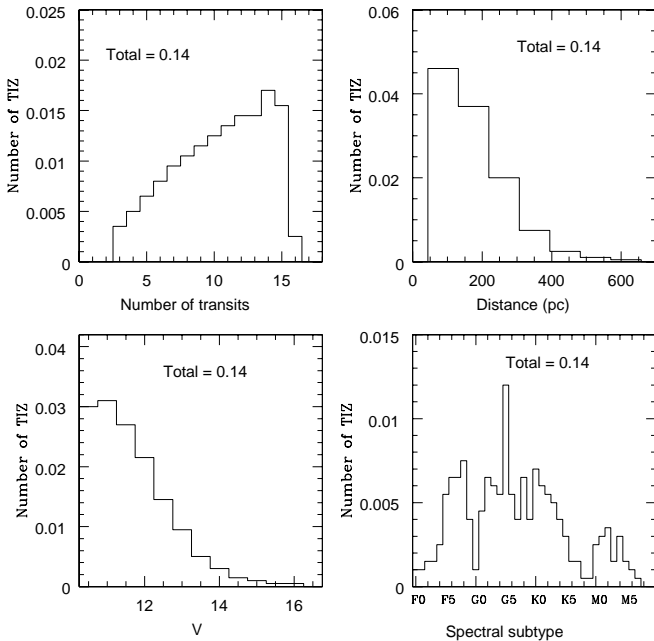 0.025
0.02
0.015
0.01
0.005
0
Number of TIZ
Total = 0.14
0 5 10 15
Number of transits
0.06
0.04
0.02
0
Number of TIZ
Total = 0.14
0 200 400 600
Distance (pc)
0.04
0.03
0.02
0.01
0
Number of TIZ
Total = 0.14
12 14 16
V
0.015
0.01
0.005
0
Number of TIZ
Total = 0.14
F0 F5 G0 G5 K0 K5 M0 M5
Spectral subtype